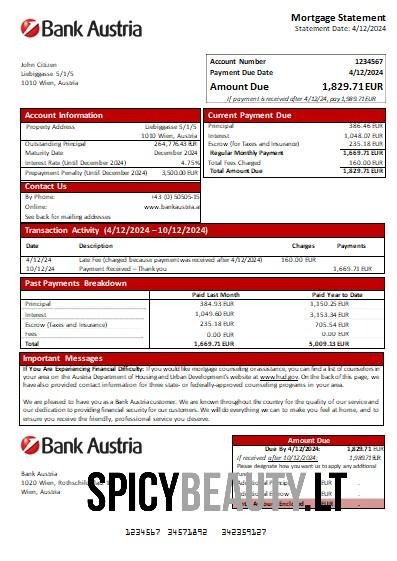 Bank Austria
Mortgage Statement
Statement Date: 4/12/2024
John Citizen
Liebiggasse 5/1/5
1010 Wien, Austria
Account Number 1234567
Payment Due Date 4/12/2024
Amount Due 1,829.71 EUR
If payment is received after 4/12/24, pay 1,989.71 EUR
Account Information
Property Address Liebiggasse 5/1/5
1010 Wien, Austria
Outstanding Principal 264,776.43 EUR
Maturity Date December 2024
Interest Rate (Until December 2024) 4.75%
Prepayment Penalty (Until December 2024) 3,500.00 EUR
Current Payment Due
Principal 386.46 EUR
Interest 1,048.07 EUR
Escrow (for Taxes and Insurance) 235.18 EUR
Regular Monthly Payment 1,669.71 EUR
Total Fees Charged 160.00 EUR
Total Amount Due 1,829.71 EUR
Contact Us
By Phone: +43 (0) 50505-15
Online: www.bankaustria.a
See back for mailing addresses
Transaction Activity (4/12/2024 – 10/12/2024)
Date Description Charges Payments
4/12/24 Late Fee (charged because payment was received after 4/12/2024) 160.00 EUR
10/12/24 Payment Received – Thank you 1,669.71 EUR
Past Payments Breakdown
Paid Last Month Paid Year to Date
Principal 384.93 EUR 1,150.25 EUR
Interest 1,049.60 EUR 3,153.34 EUR
Escrow (Taxes and Insurance) 235.18 EUR 705.54 EUR
Fees 0.00 EUR 0.00 EUR
Total 1,669.71 EUR 5,009.13 EUR
Important Messages
If You Are Experiencing Financial Difficulty: If you would like mortgage counseling or assistance, you can find a list of counselors in
your area on the Austria Department of Housing and Urban Development's website at www.hud.gov. On the back of this page, we
have also provided contact information for three state- or federally-approved counseling programs in your area.
We are pleased to have you as a Bank Austria customer. We are known throughout the country for the quality of our service and
our dedication to providing financial security for our customers. We will do everything we can to make you feel at home, and to
ensure you receive the friendly, professional service you deserve.
Bank Austria
Bank Austria
1020 Wien, Rothschild
Wien, Austria
Amount Due
Due By 4/12/2024: 1,829.71 EUR
If received after 10/12/2024: 1,989.71 EUR
Please designate how you want us to apply any additional
Additional Principal
Additional Escrow
Enclosed
SPICYBEAUTY.LT
1234567 34571892 342359127